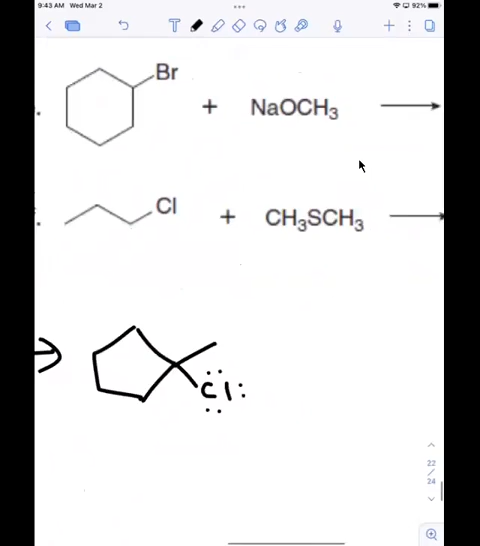 9:43 AM Wed Mar 2
92%
T
Br
+ NaOCH3
Cl
+ CH3SCH3
:Cl:
22
/
24